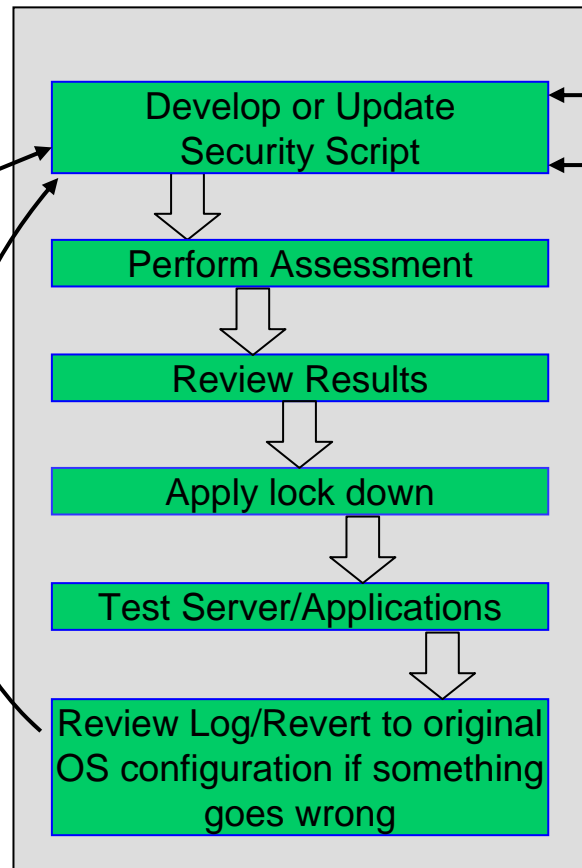 Develop or Update
Security Script
Perform Assessment
Review Results
Apply lock down
Test Server/Applications
Review Log/Revert to original
OS configuration if something
goes wrong